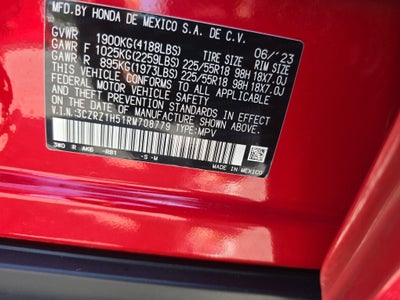 MFD.BY HONDA DE MEXICO S.A. DE C.V.
GVWR 1900KG(4188LBS) 06/'23
GAWR F 1025KG(2259LBS) 225/55R18 98H 18X7.0J
GAWR R 895KG(1973LBS) 225/55R18 98H 18X7.0J
RIM SIZE
THIS VEHICLE CONFORMS TO ALL APPLICABLE
FEDERAL MOTOR VEHICLE SAFETY AND
THEFT PREVENTION STANDARDS IN EFFECT ON
THE DATE OF MANUFACTURE SHOWN ABOVE.
V.I.N.:3CZRZ1H51RM708779 TYPE:MPV
3W0 R AK6 -R81 -S -M
MADE IN MEXICO